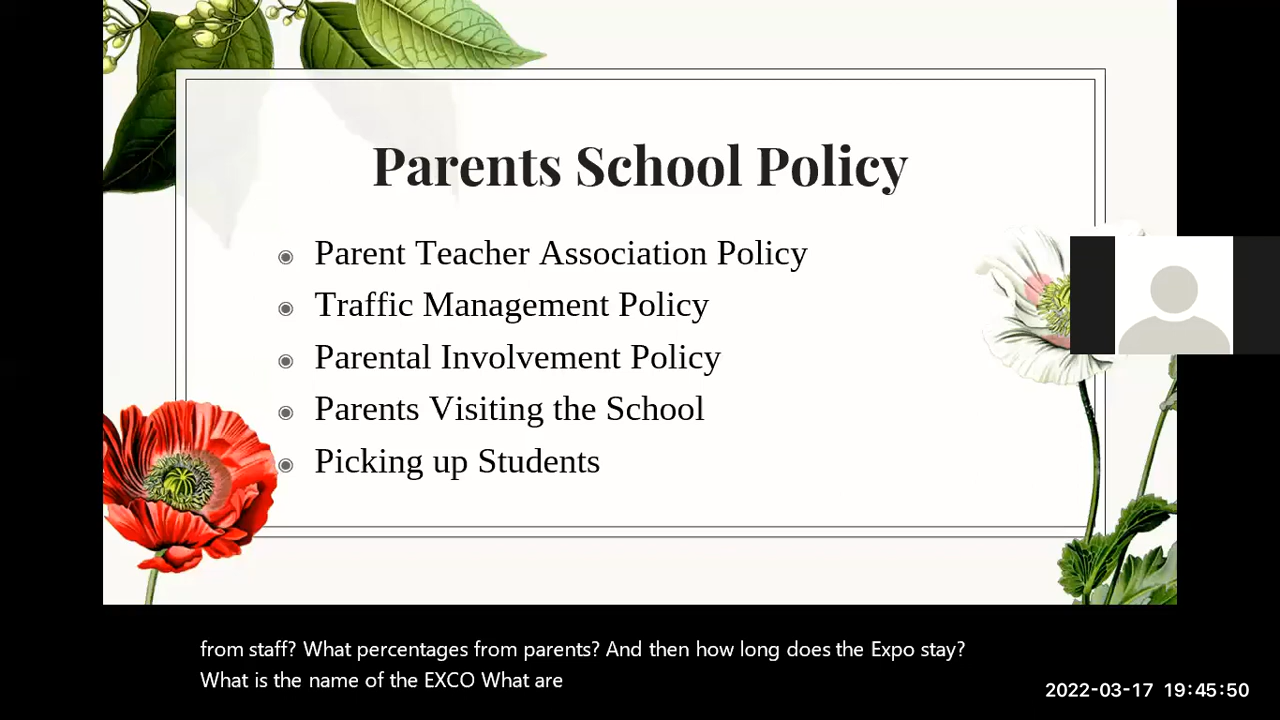 Parents School Policy
Parent Teacher Association Policy
Traffic Management Policy
Parental Involvement Policy
Parents Visiting the School
Picking up Students
from staff? What percentages from parents? And then how long does the Expo stay?
What is the name of the EXCO What are
2022-03-17 19:45:50